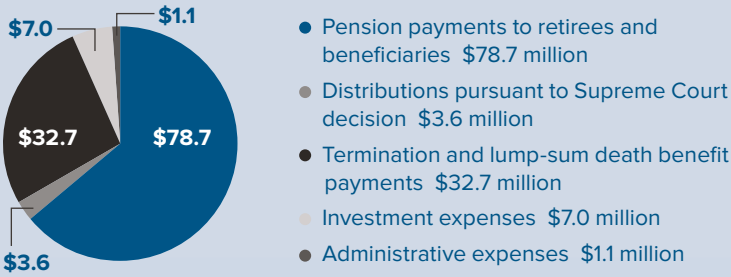 $7.0
$1.1
$32.7
$78.7
$3.6
Pension payments to retirees and
beneficiaries $78.7 million
Distributions pursuant to Supreme Court
decision $3.6 million
Termination and lump-sum death benefit
payments $32.7 million
Investment expenses $7.0 million
Administrative expenses $1.1 million